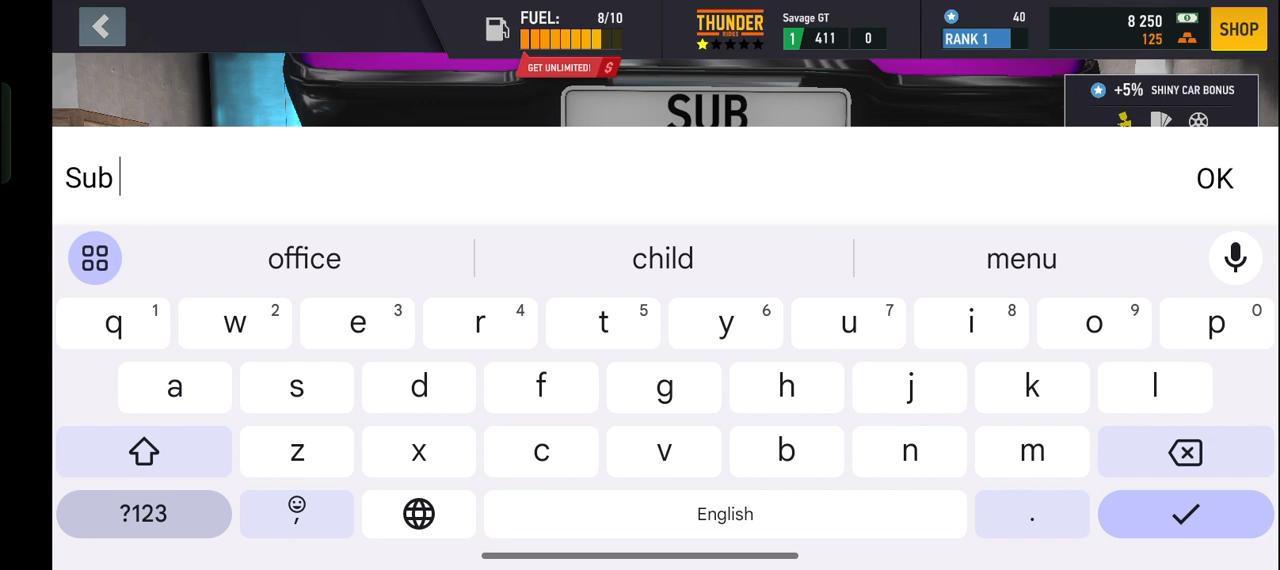 FUEL: 8/10
GET UNLIMITED! $
THUNDER
RIDES
Savage GT
1 411 0
40
RANK 1
8 250
125
SHOP
SUB
+5% SHINY CAR BONUS
Sub
OK
office child menu
q 1 w 2 e 3 r 4 t 5 y 6 u 7 i 8 o 9 p 0
a s d f g h j k l
z x c v b n m
?123 , English .